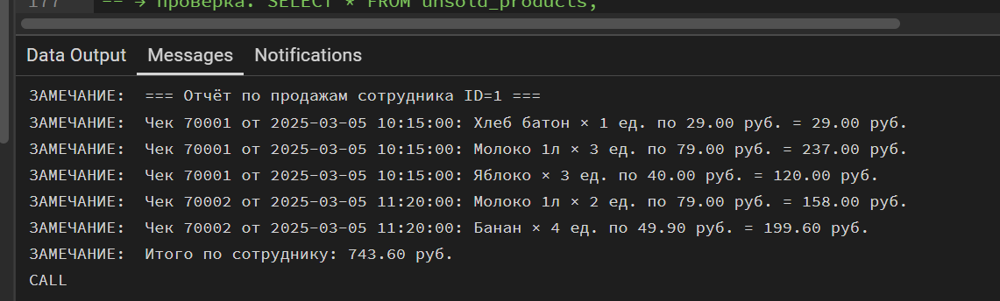 177 -- → проверка: SELECT * FROM unsold_products;
Data Output Messages Notifications
ЗАМЕЧАНИЕ: === Отчёт по продажам сотрудника ID=1 ===
ЗАМЕЧАНИЕ: Чек 70001 от 2025-03-05 10:15:00: Хлеб батон × 1 ед. по 29.00 руб. = 29.00 руб.
ЗАМЕЧАНИЕ: Чек 70001 от 2025-03-05 10:15:00: Молоко 1л × 3 ед. по 79.00 руб. = 237.00 руб.
ЗАМЕЧАНИЕ: Чек 70001 от 2025-03-05 10:15:00: Яблоко × 3 ед. по 40.00 руб. = 120.00 руб.
ЗАМЕЧАНИЕ: Чек 70002 от 2025-03-05 11:20:00: Молоко 1л × 2 ед. по 79.00 руб. = 158.00 руб.
ЗАМЕЧАНИЕ: Чек 70002 от 2025-03-05 11:20:00: Банан × 4 ед. по 49.90 руб. = 199.60 руб.
ЗАМЕЧАНИЕ: Итого по сотруднику: 743.60 руб.
CALL